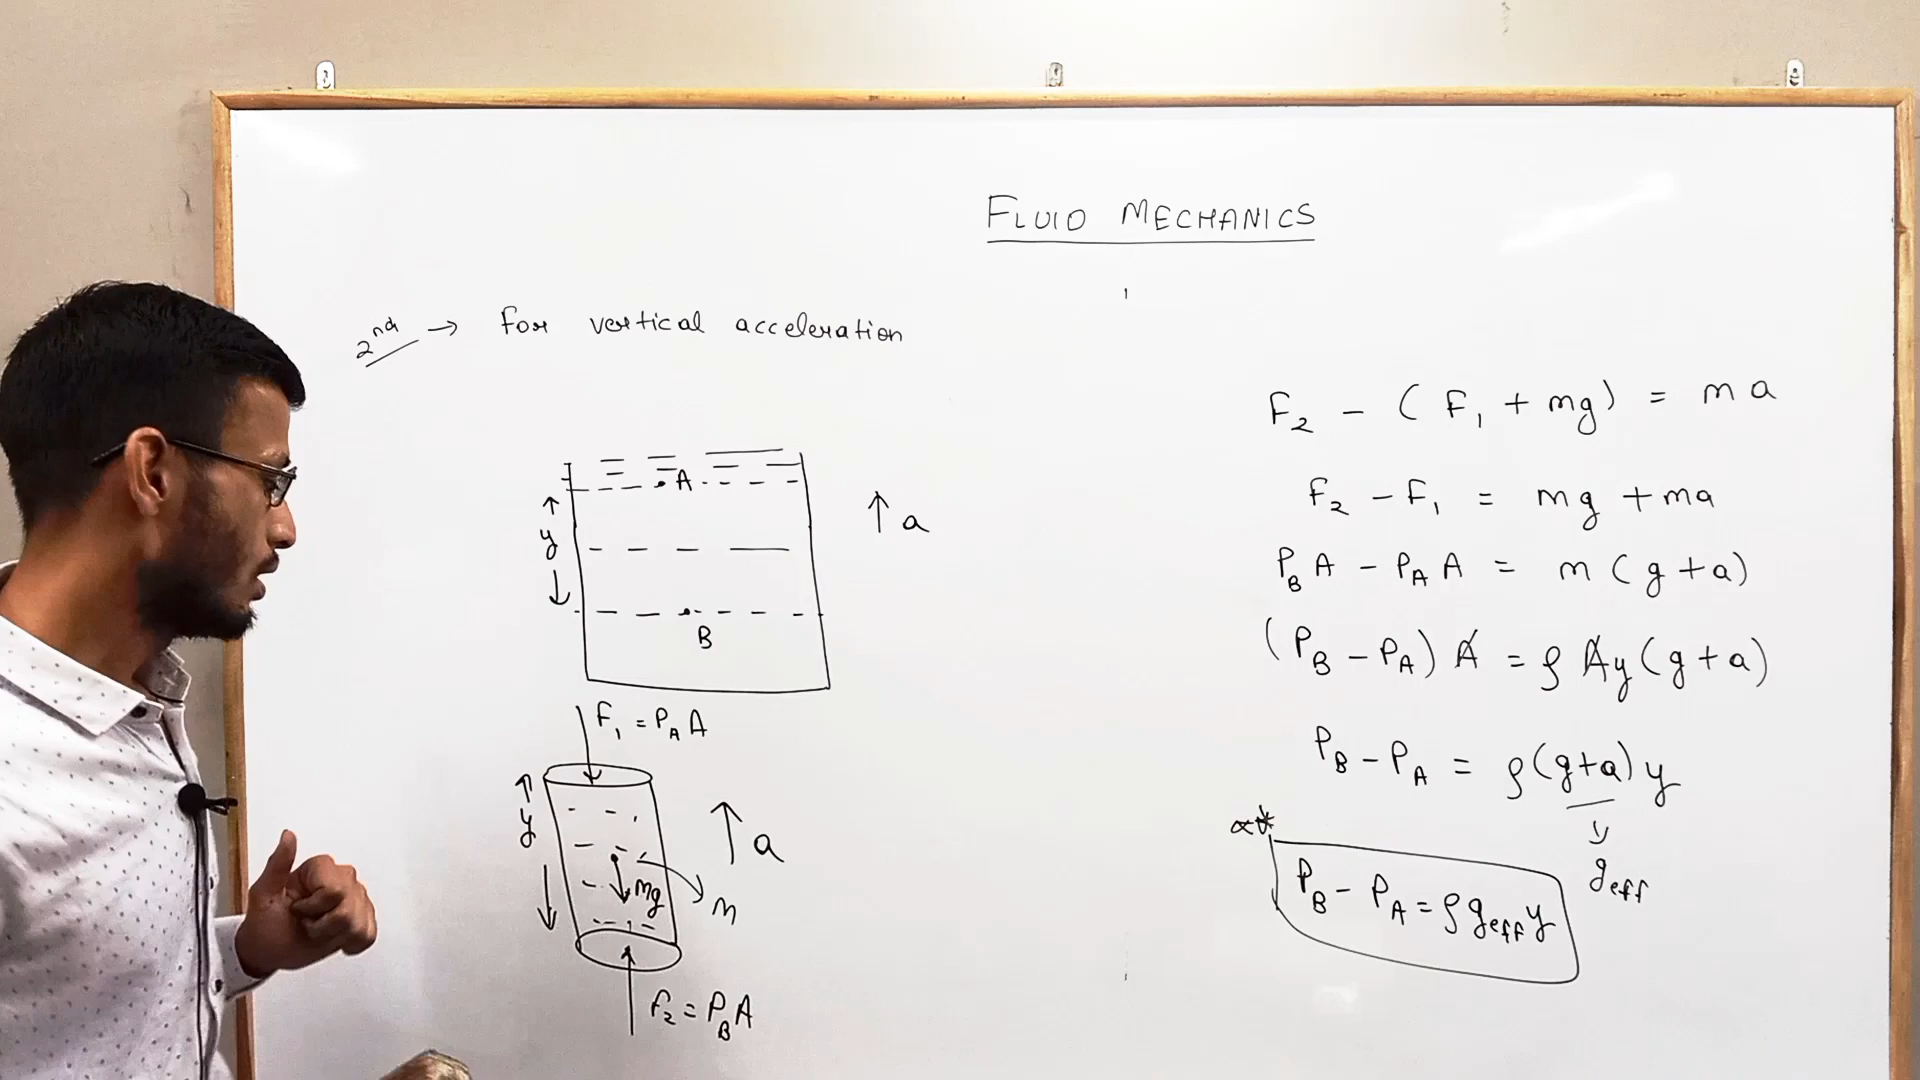 FLUID MECHANICS
2nd → For vertical acceleration
A
y
↑ a
B
F₁ = P_A A
y
↑ a
mg
m
F₂ = P_B A
F₂ - (F₁ + mg) = ma
F₂ - F₁ = mg + ma
P_B A - P_A A = m(g+a)
(P_B - P_A) A = ρ A y (g+a)
P_B - P_A = ρ(g+a) y
g_eff
P_B - P_A = ρ g_eff y